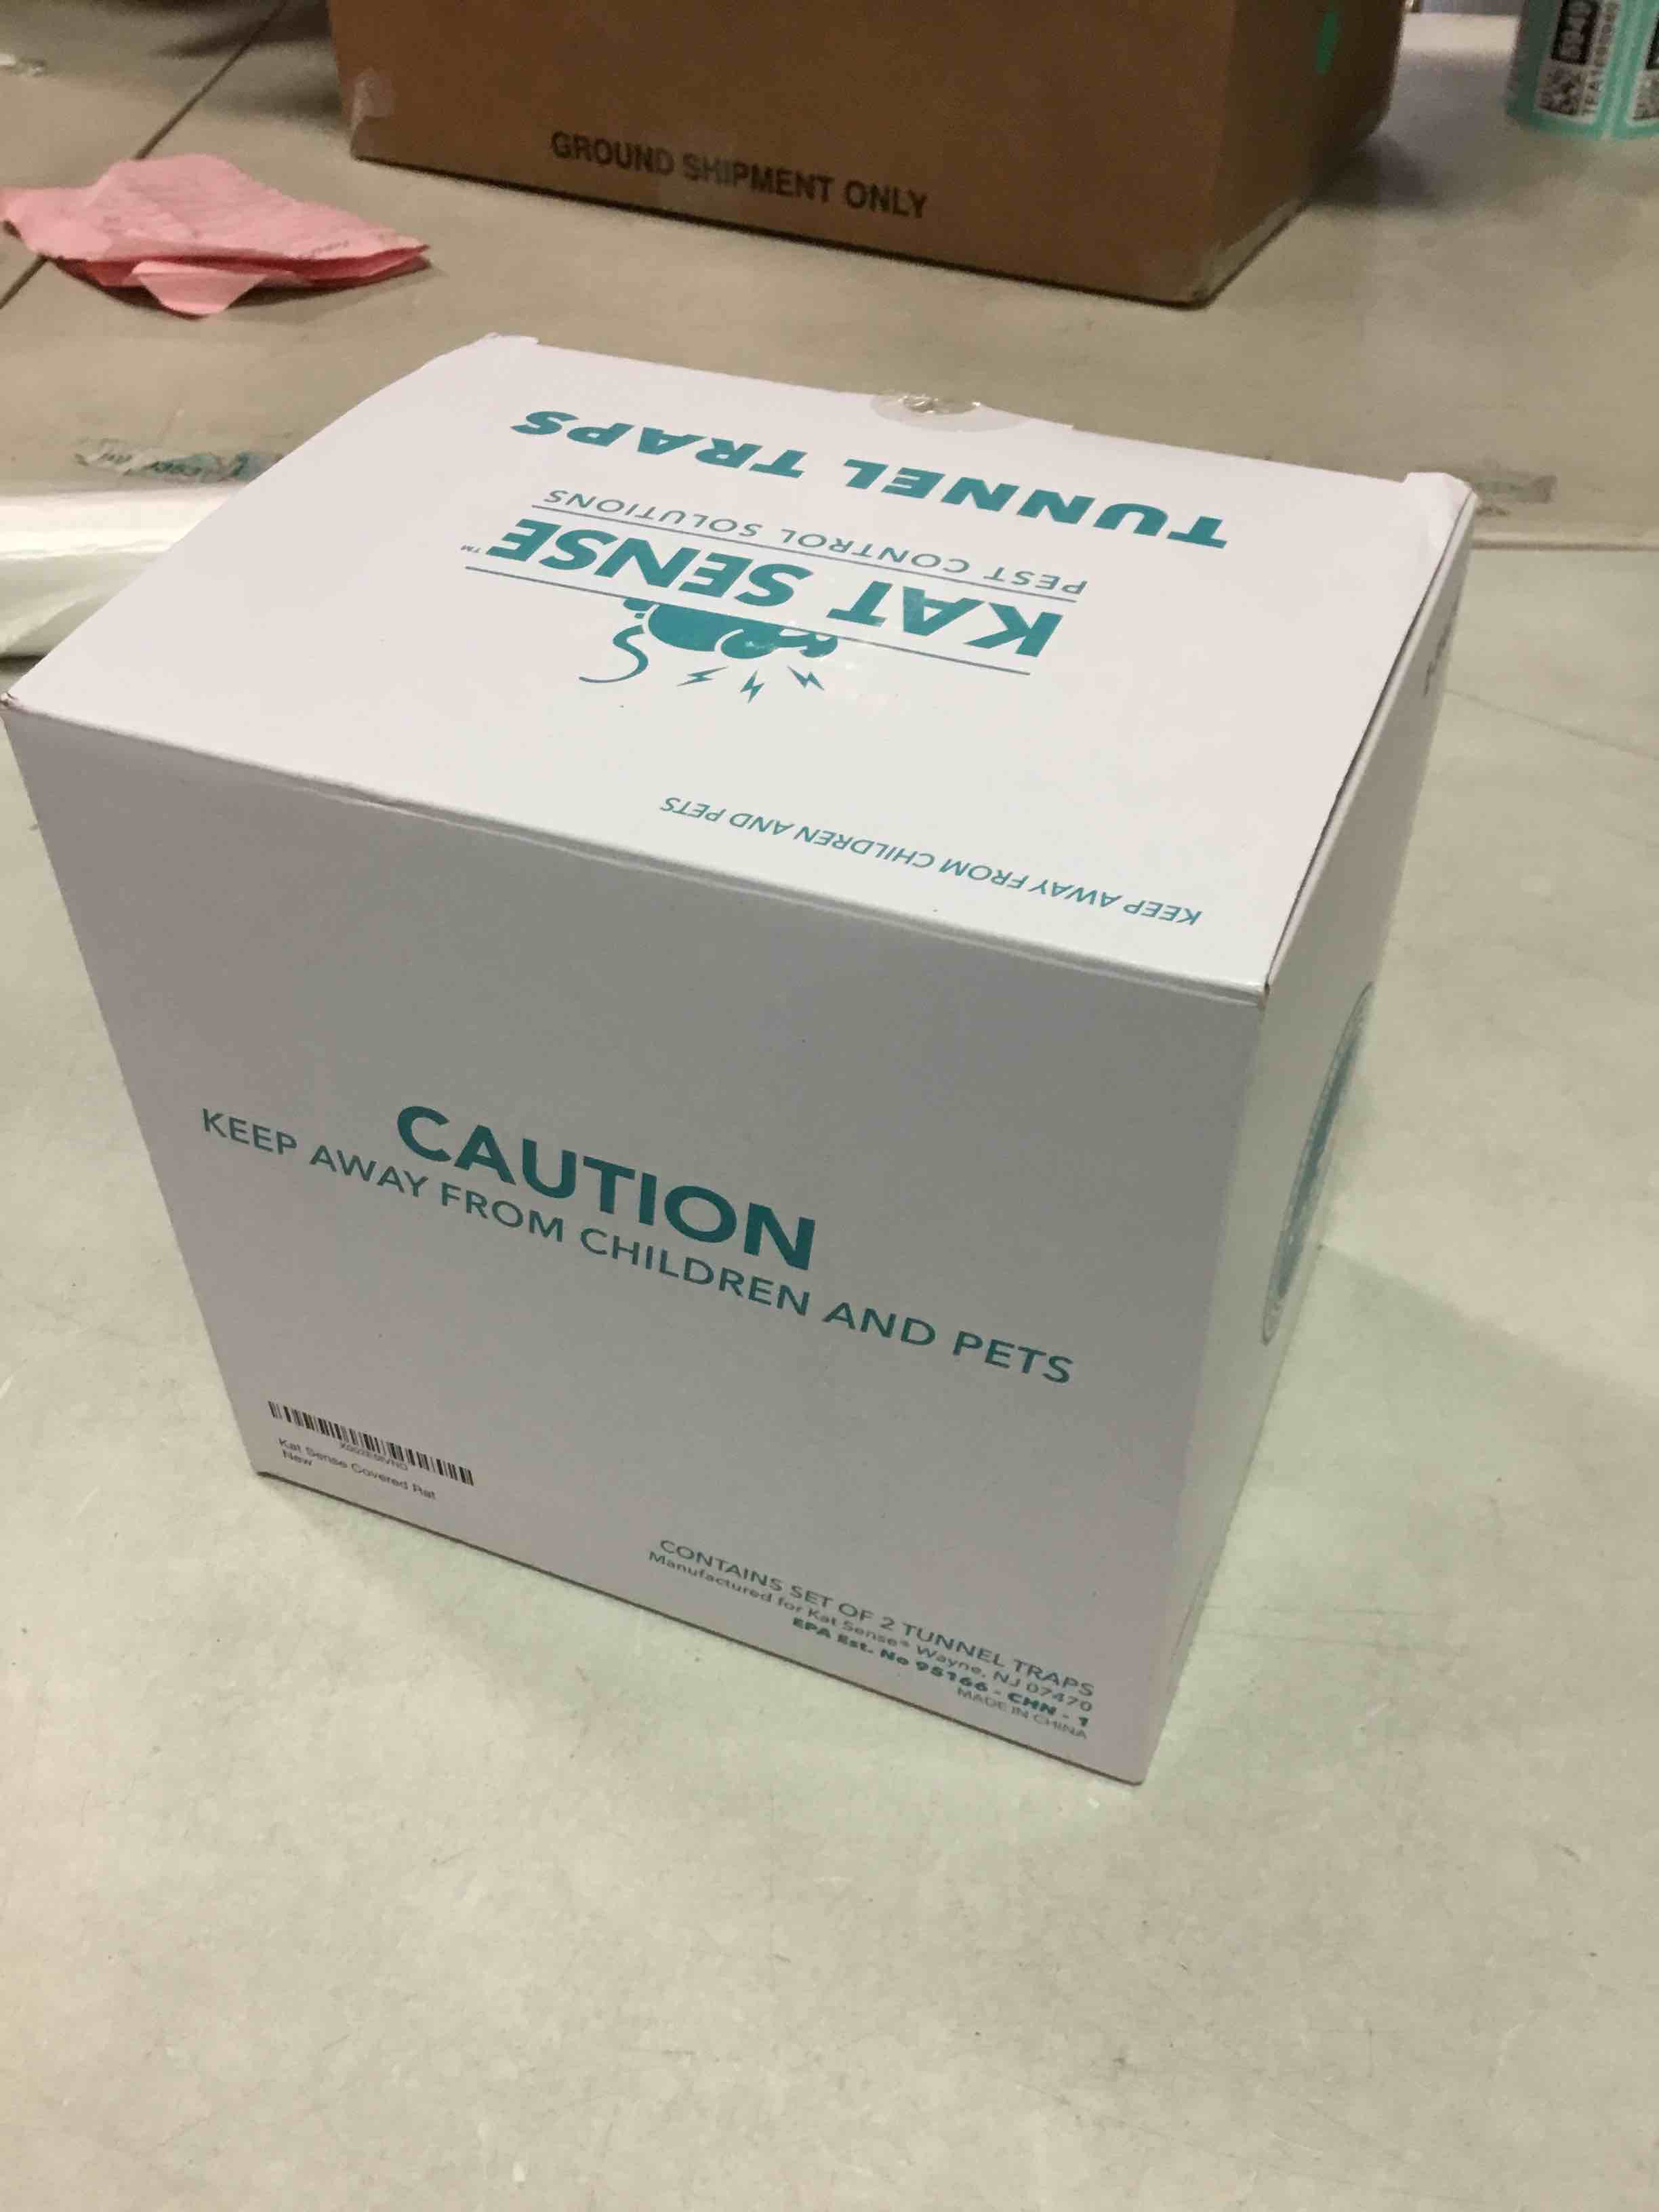 GROUND SHIPMENT ONLY
TUNNEL TRAPS
PEST CONTROL SOLUTIONS
KAT SENSE™
KEEP AWAY FROM CHILDREN AND PETS
CAUTION
KEEP AWAY FROM CHILDREN AND PETS
Kat Sense Covered Rat
New
CONTAINS SET OF 2 TUNNEL TRAPS
Manufactured for Kat Sense® Wayne, NJ 07470
EPA Est. No 95166 - CHN - 1
MADE IN CHINA